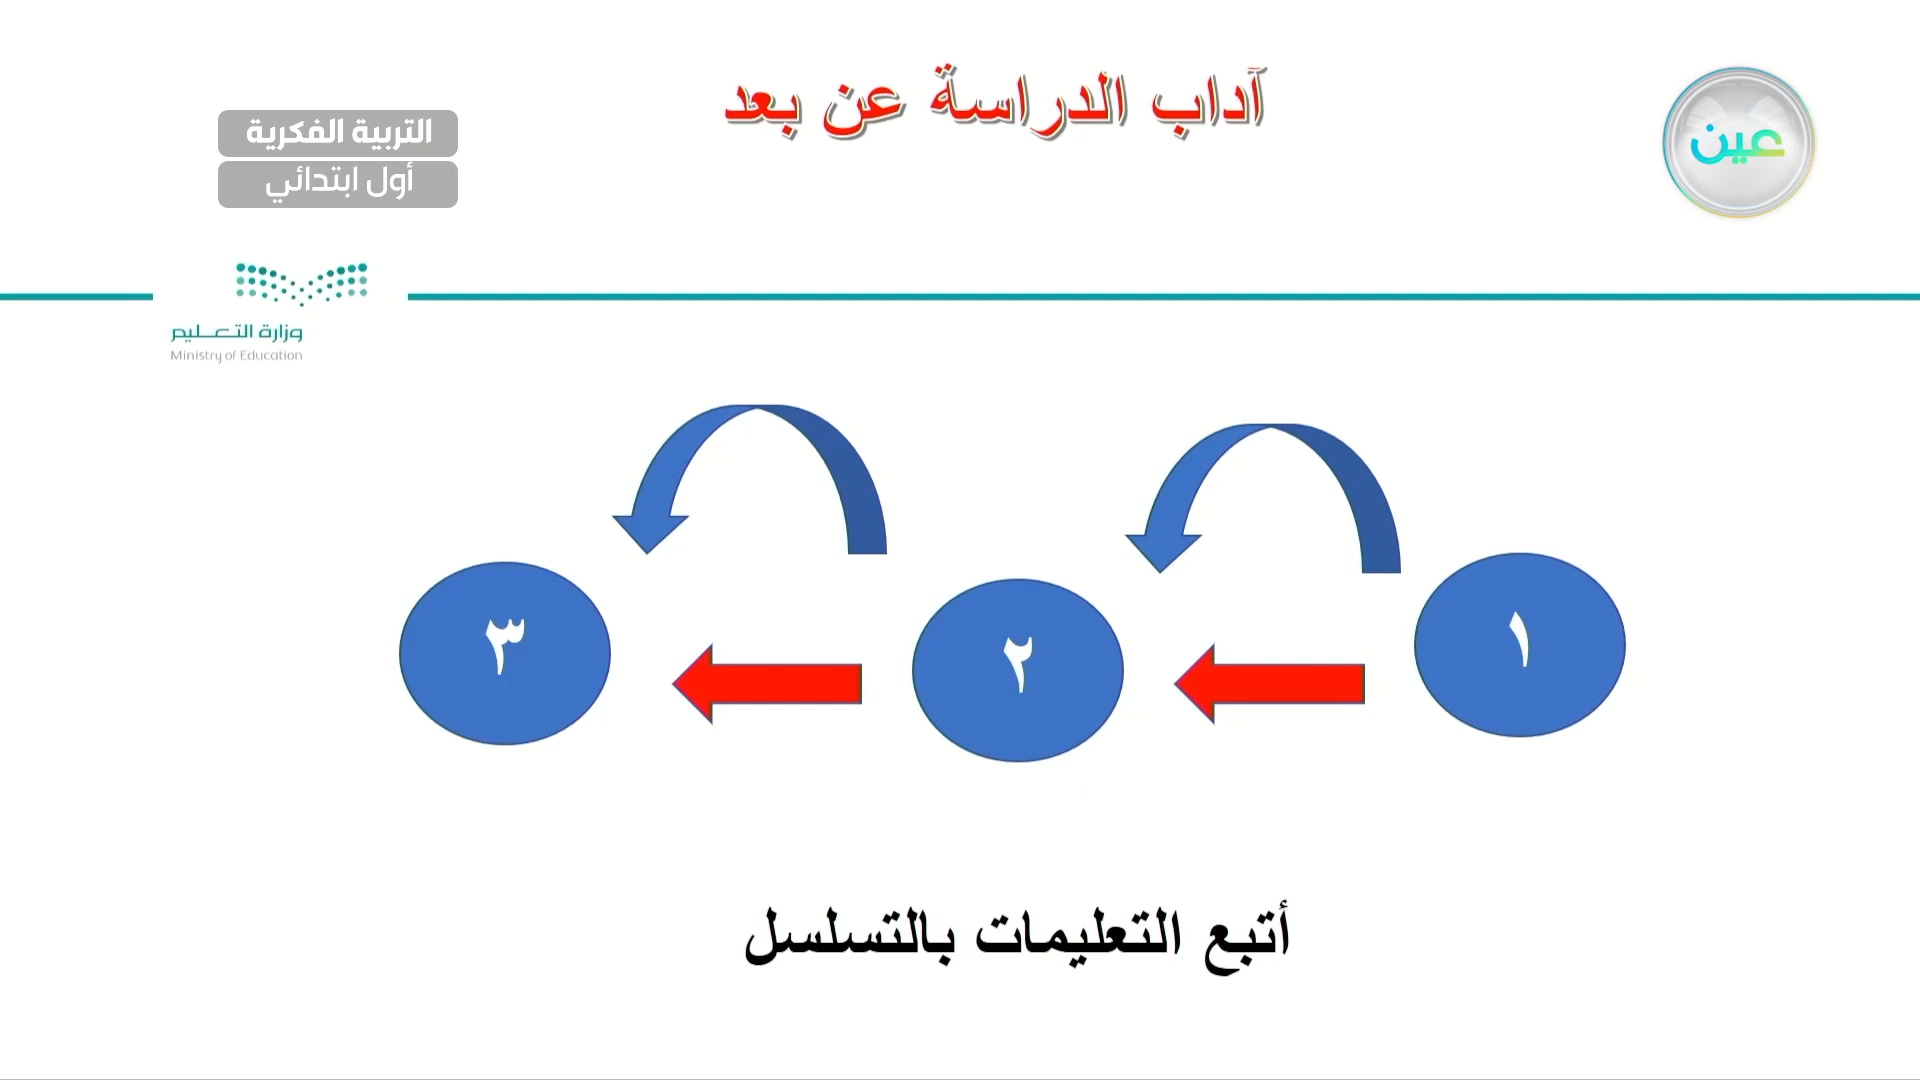 آداب الدراسة عن بعد
عين
التربية الفكرية
أول ابتدائي
وزارة التعليم
Ministry of Education
١
٢
٣
أتبع التعليمات بالتسلسل